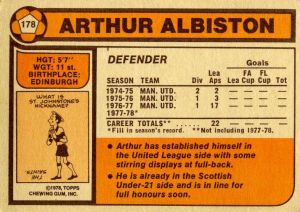 178
ARTHUR ALBISTON
HGT: 5'7"
WGT: 11 st.
BIRTHPLACE:
EDINBURGH
DEFENDER
Goals
Lea FA FL
SEASON TEAM Div Aps Lea Cup Cup Tot
1974-75 MAN. UTD. 2 2 — — — —
1975-76 MAN. UTD. 1 3 — — — —
1976-77 MAN. UTD. 1 17 — — — —
1977-78*
CAREER TOTALS** 22 — — — —
*Fill in season's record. **Not including 1977-78.
WHAT IS
ST. JOHNSTONE'S
NICKNAME?
THE
SAINTS
©1978, TOPPS
CHEWING GUM, INC.
Arthur has established himself in
the United League side with some
stirring displays at full-back.
He is already in the Scottish
Under-21 side and is in line for
full honours soon.